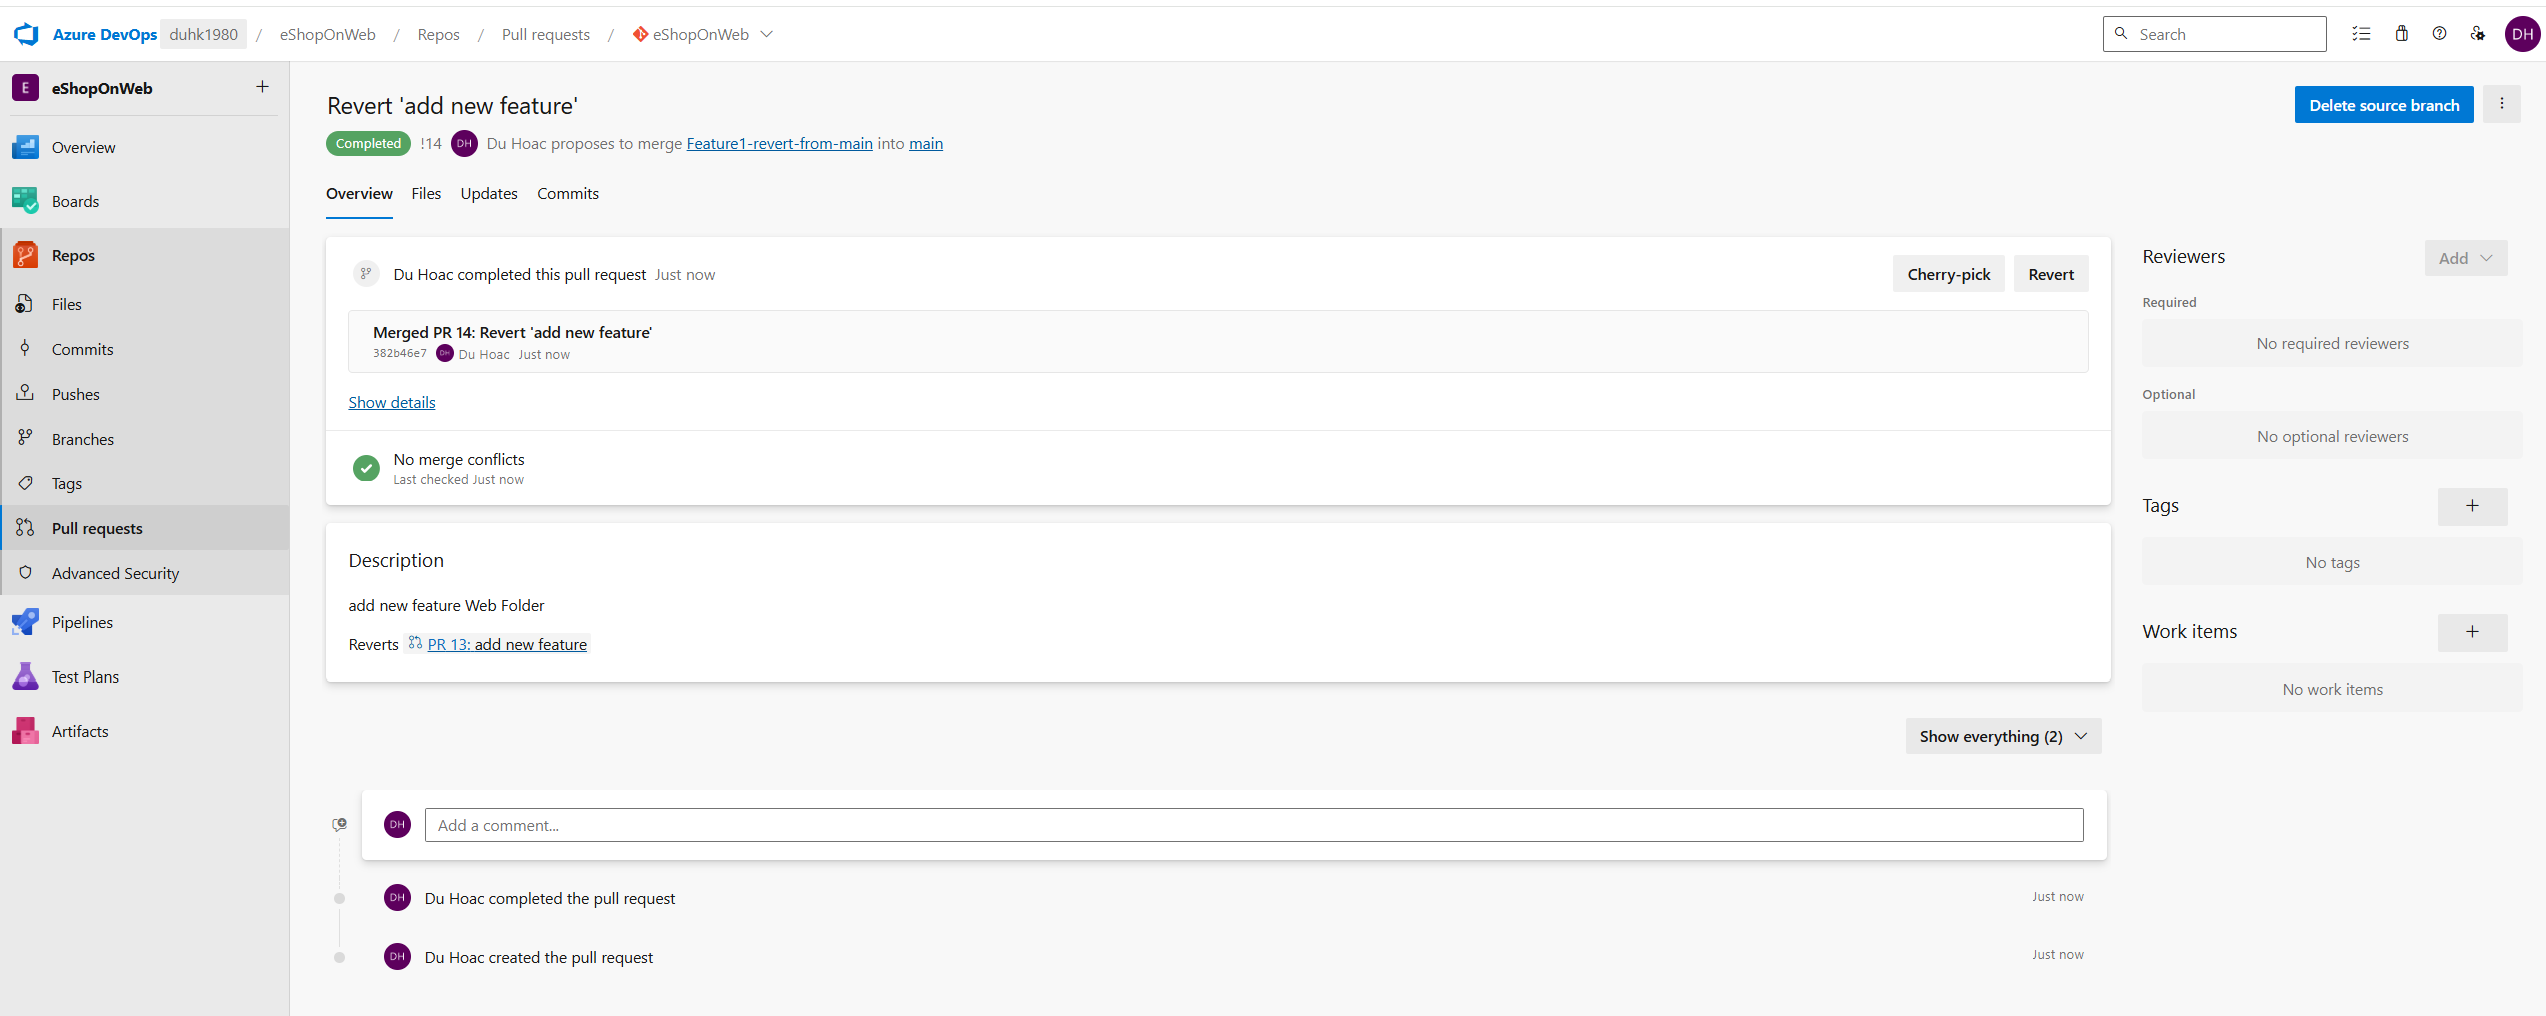 Azure DevOps duhk1980 / eShopOnWeb / Repos / Pull requests / eShopOnWeb
Search
DH
E eShopOnWeb +
Overview
Boards
Repos
Files
Commits
Pushes
Branches
Tags
Pull requests
Advanced Security
Pipelines
Test Plans
Artifacts
Revert 'add new feature'
Delete source branch
Completed !14 DH Du Hoac proposes to merge Feature1-revert-from-main into main
Overview Files Updates Commits
Du Hoac completed this pull request Just now
Cherry-pick Revert
Merged PR 14: Revert 'add new feature'
382b46e7 DH Du Hoac Just now
Show details
No merge conflicts
Last checked Just now
Description
add new feature Web Folder
Reverts PR 13: add new feature
Show everything (2)
DH Add a comment...
DH Du Hoac completed the pull request Just now
DH Du Hoac created the pull request Just now
Reviewers Add
Required
No required reviewers
Optional
No optional reviewers
Tags +
No tags
Work items +
No work items